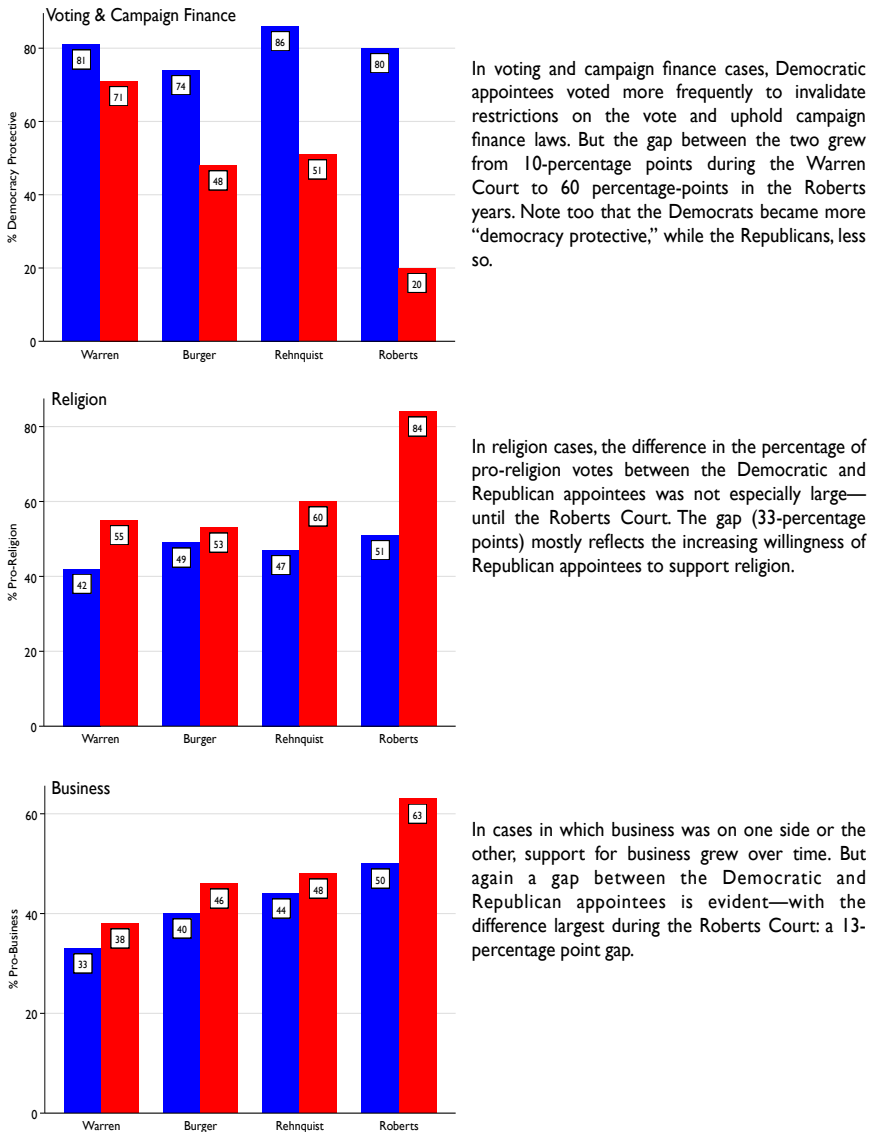 Voting & Campaign Finance
% Democracy Protective
80
60
40
20
0
81
71
74
48
86
51
80
20
Warren
Burger
Rehnquist
Roberts
In voting and campaign finance cases, Democratic
appointees voted more frequently to invalidate
restrictions on the vote and uphold campaign
finance laws. But the gap between the two grew
from 10-percentage points during the Warren
Court to 60 percentage-points in the Roberts
years. Note too that the Democrats became more
“democracy protective,” while the Republicans, less
so.
Religion
% Pro-Religion
80
60
40
20
0
42
55
49
53
47
60
51
84
Warren
Burger
Rehnquist
Roberts
In religion cases, the difference in the percentage of
pro-religion votes between the Democratic and
Republican appointees was not especially large—
until the Roberts Court. The gap (33-percentage
points) mostly reflects the increasing willingness of
Republican appointees to support religion.
Business
% Pro-Business
60
40
20
0
33
38
40
46
44
48
50
63
Warren
Burger
Rehnquist
Roberts
In cases in which business was on one side or the
other, support for business grew over time. But
again a gap between the Democratic and
Republican appointees is evident—with the
difference largest during the Roberts Court: a 13-
percentage point gap.